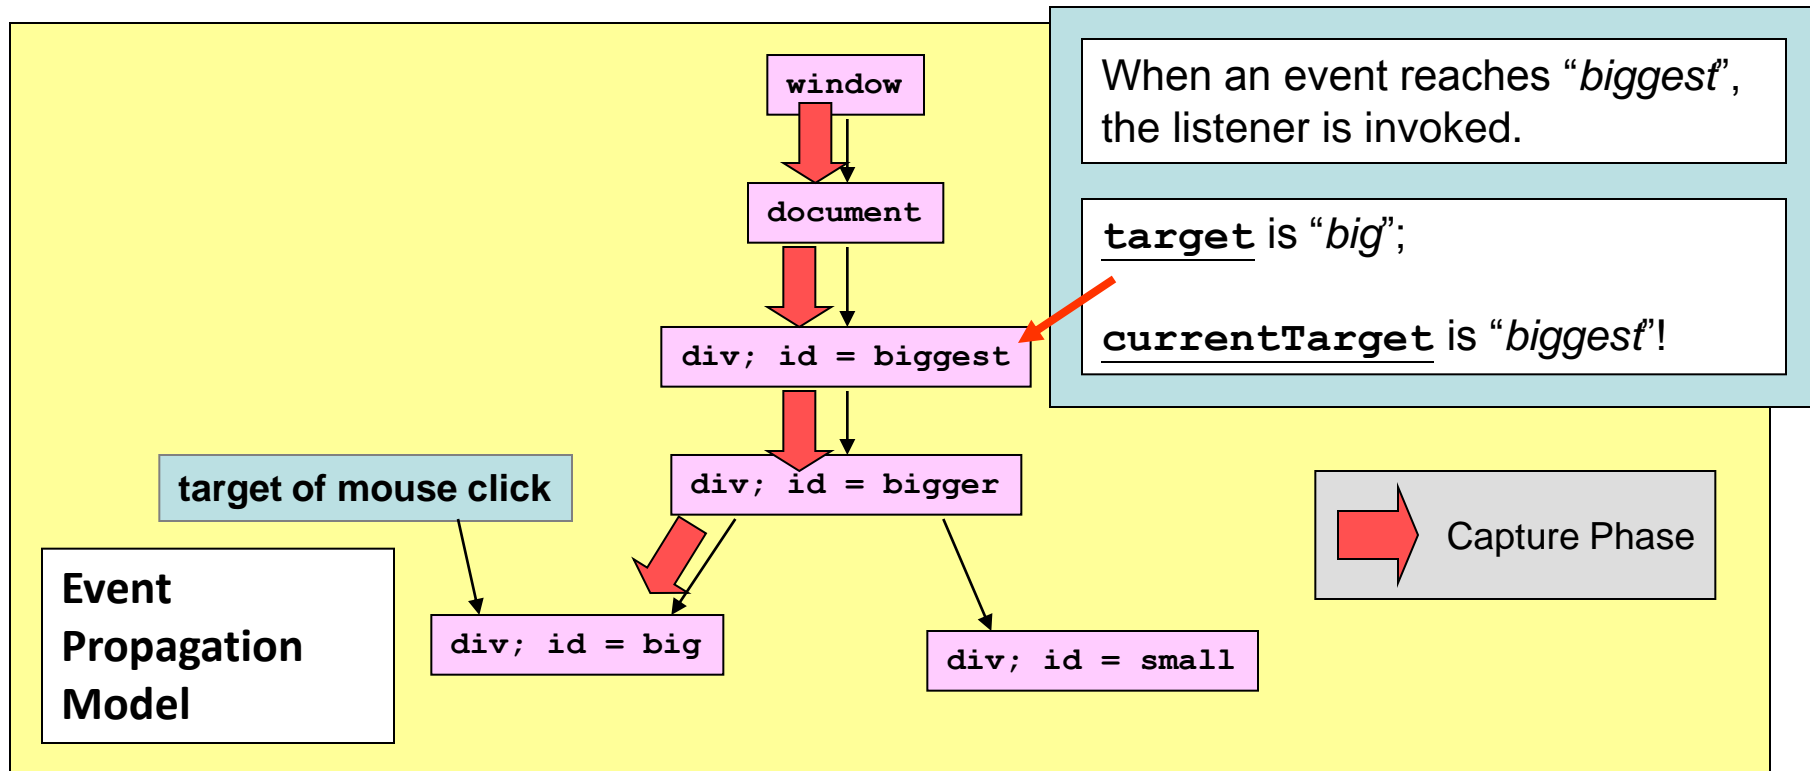 window
document
div; id = biggest
div; id = bigger
div; id = big
div; id = small
target of mouse click
Event
Propagation
Model
When an event reaches “biggest”,
the listener is invoked.
target is “big”;
currentTarget is “biggest”!
Capture Phase